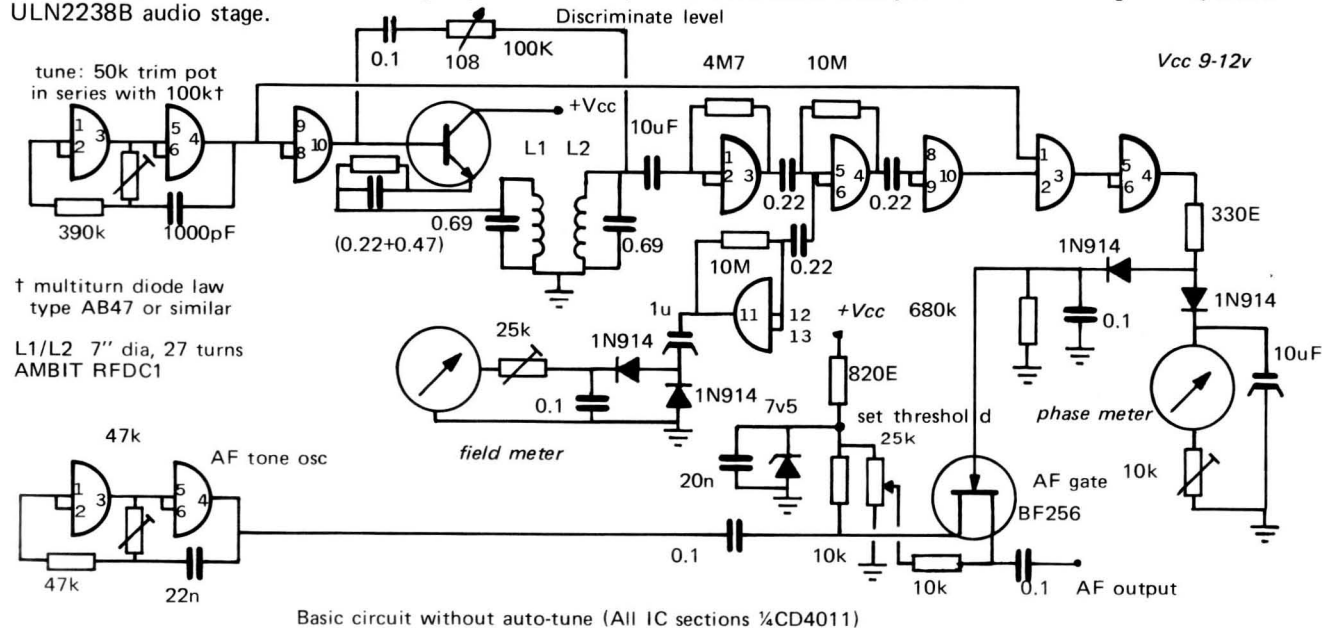 ULN2238B audio stage.
Discriminate level
0.1
108
100K
tune: 50k trim pot
in series with 100k†
4M7
10M
Vcc 9-12v
+Vcc
1
2
3
5
6
4
9
8
10
10uF
L1 L2
1
2
3
5
6
4
8
9
10
1
2
3
5
6
4
390k
1000pF
(0.22+0.47)
0.69
0.69
0.22
0.22
0.22
10M
330E
1N914
† multiturn diode law
type AB47 or similar
L1/L2 7" dia, 27 turns
AMBIT RFDC1
1u
11
12
13
+Vcc
680k
0.1
1N914
10uF
25k
1N914
0.1
1N914
820E
7v5
set threshold
25k
phase meter
field meter
47k
AF tone osc
1
2
3
5
6
4
20n
10k
AF gate
BF256
10k
47k
22n
0.1
10k
0.1
AF output
Basic circuit without auto-tune (All IC sections ¼CD4011)